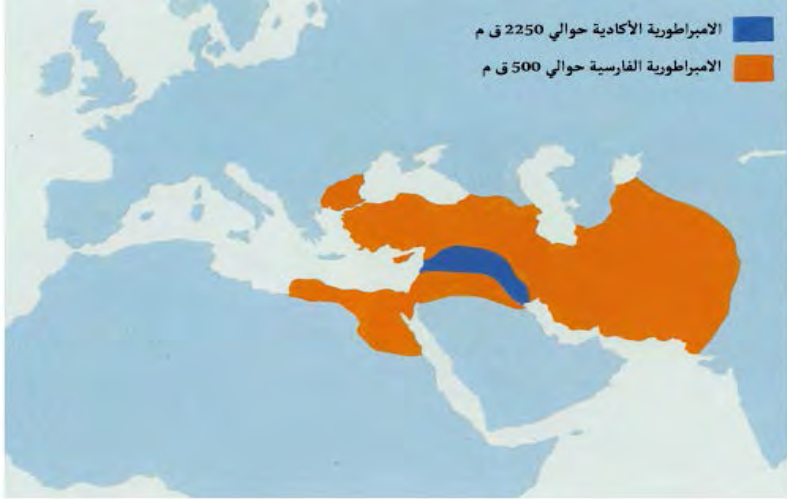 الامبراطورية الأكادية حوالي 2250 ق م
الامبراطورية الفارسية حوالي 500 ق م